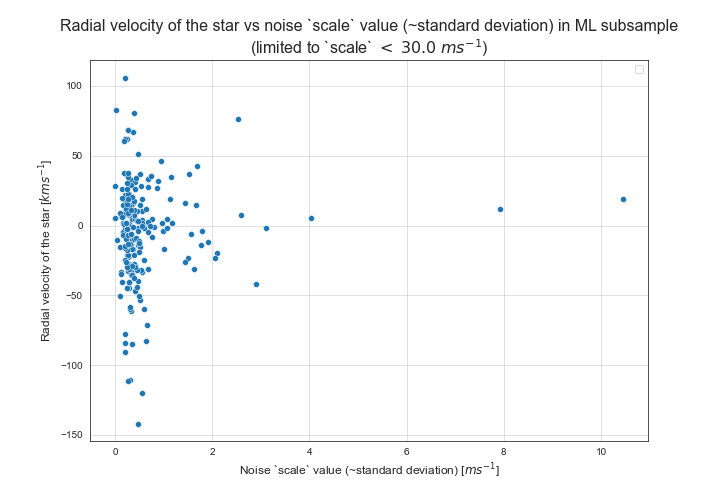 Radial velocity of the star vs noise `scale` value (~standard deviation) in ML subsample
(limited to `scale` < 30.0 ms⁻¹)
100
50
0
−50
−100
−150
Radial velocity of the star [kms⁻¹]
0 2 4 6 8 10
Noise `scale` value (~standard deviation) [ms⁻¹]